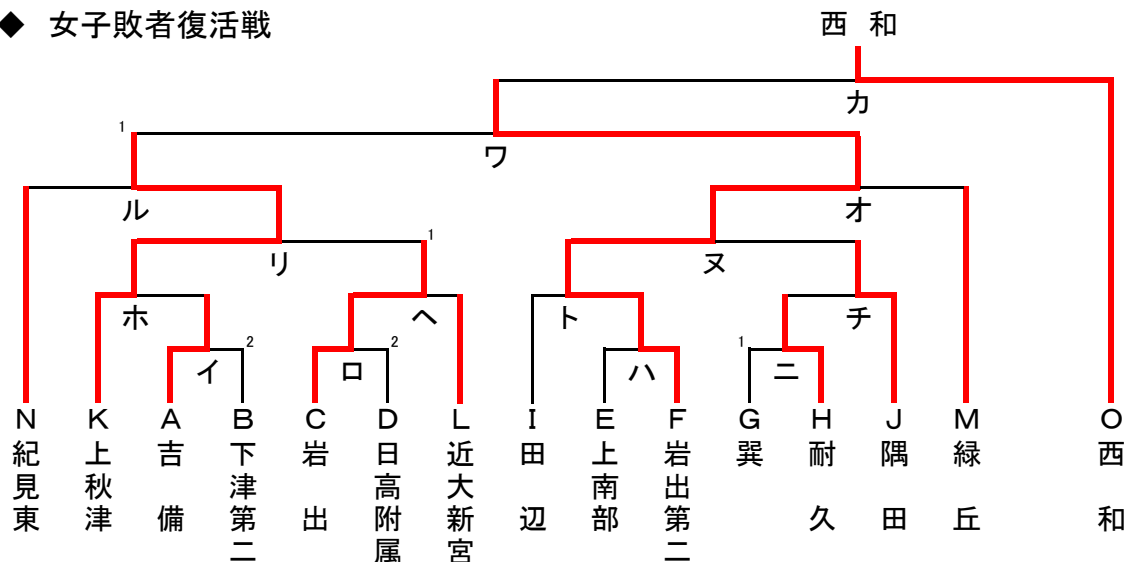 ◆ 女子敗者復活戦
西 和
カ
1
ワ
ル
オ
1
リ
ヌ
ホ
ヘ
ト
チ
2
2
1
イ
ロ
ハ
ニ
N
K
A
B
C
D
L
I
E
F
G
H
J
M
O
紀見東
上秋津
吉 備
下津第二
岩 出
日高附属
近大新宮
田 辺
上南部
岩出第二
巽
耐 久
隅 田
緑 丘
西 和